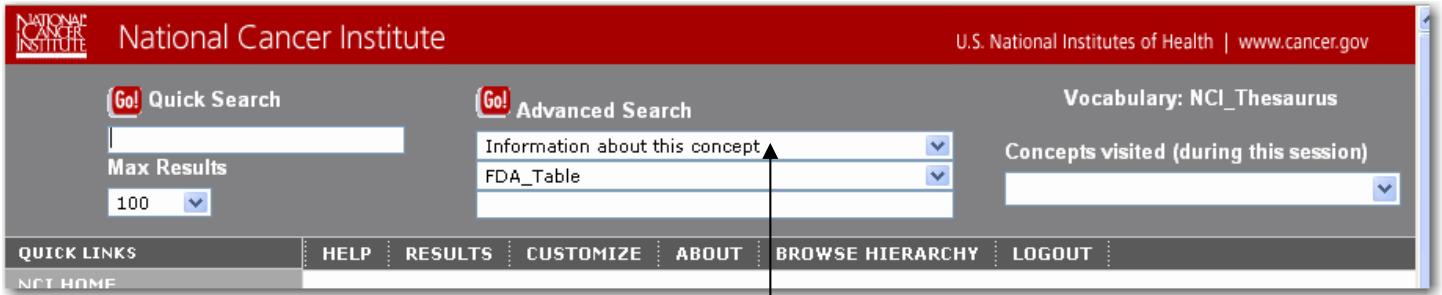 NATIONAL CANCER INSTITUTE
National Cancer Institute
U.S. National Institutes of Health | www.cancer.gov
Go! Quick Search
Max Results
100
Go! Advanced Search
Information about this concept
FDA_Table
Vocabulary: NCI_Thesaurus
Concepts visited (during this session)
QUICK LINKS
HELP RESULTS CUSTOMIZE ABOUT BROWSE HIERARCHY LOGOUT
NCI HOME